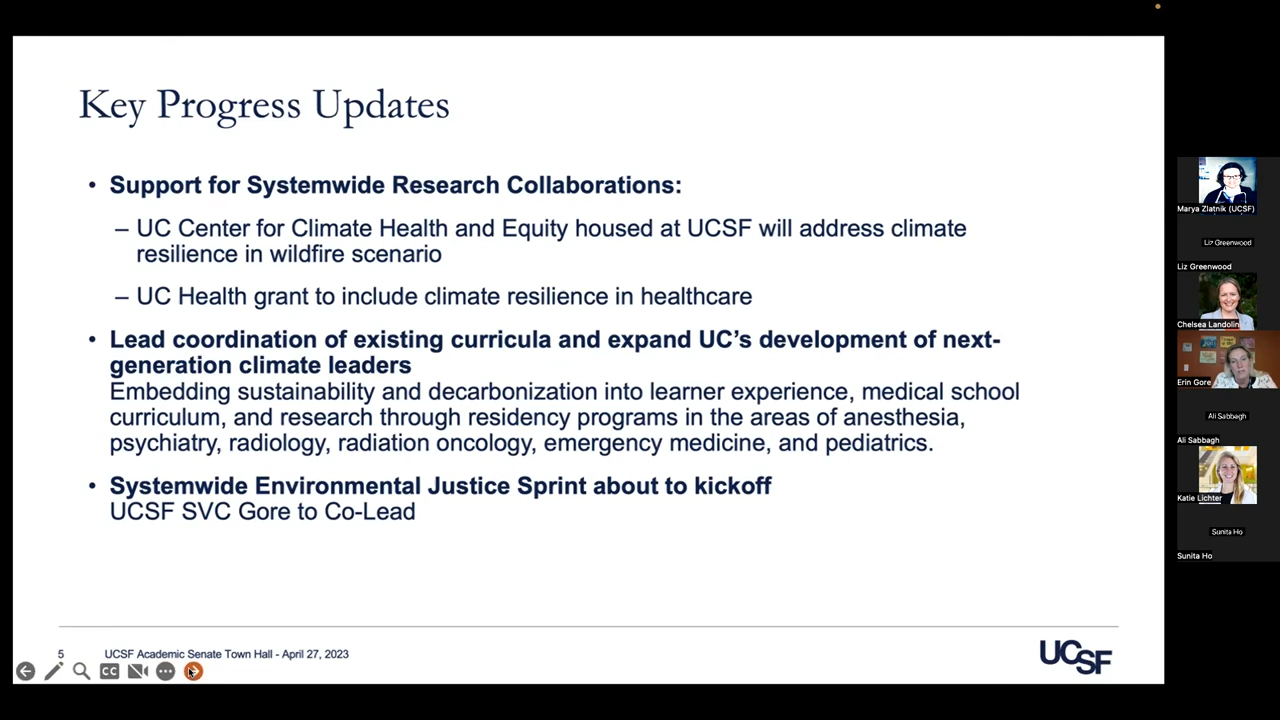 Key Progress Updates
• Support for Systemwide Research Collaborations:
– UC Center for Climate Health and Equity housed at UCSF will address climate
resilience in wildfire scenario
– UC Health grant to include climate resilience in healthcare
• Lead coordination of existing curricula and expand UC’s development of next-
generation climate leaders
Embedding sustainability and decarbonization into learner experience, medical school
curriculum, and research through residency programs in the areas of anesthesia,
psychiatry, radiology, radiation oncology, emergency medicine, and pediatrics.
• Systemwide Environmental Justice Sprint about to kickoff
UCSF SVC Gore to Co-Lead
5
UCSF Academic Senate Town Hall - April 27, 2023
UCSF
CC
Marya Zlatnik (UCSF)
Liz Greenwood
Liz Greenwood
Chelsea Landolin
Erin Gore
Ali Sabbagh
Ali Sabbagh
Katie Lichter
Sunita Ho
Sunita Ho